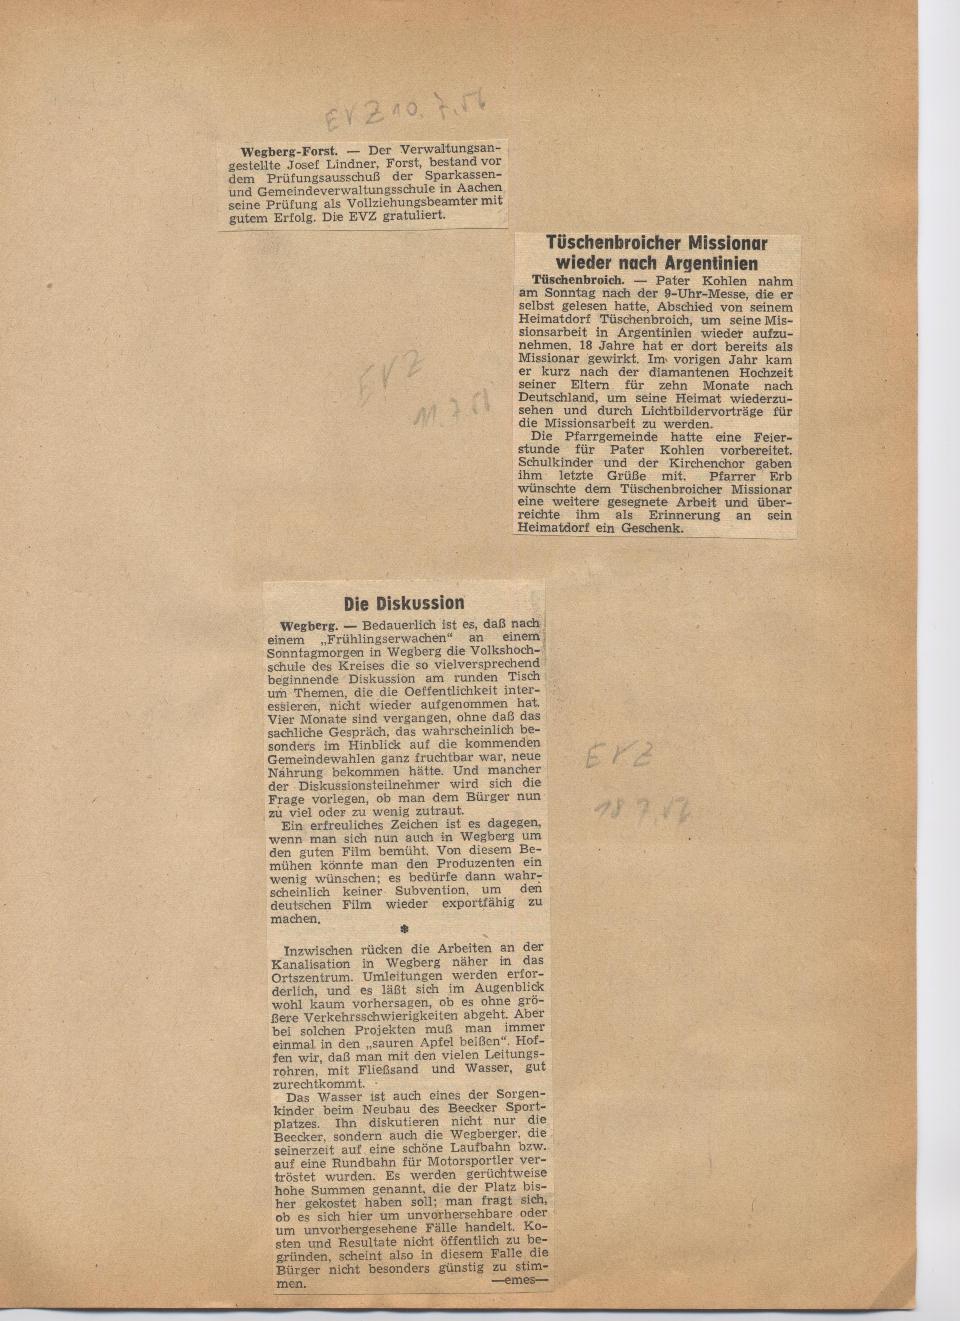 EVZ 10.7.56
Wegberg-Forst. — Der Verwaltungsan-
gestellte Josef Lindner, Forst, bestand vor
dem Prüfungsausschuß der Sparkassen-
und Gemeindeverwaltungsschule in Aachen
seine Prüfung als Vollziehungsbeamter mit
gutem Erfolg. Die EVZ gratuliert.
Tüschenbroicher Missionar
wieder nach Argentinien
Tüschenbroich. — Pater Kohlen nahm
am Sonntag nach der 9-Uhr-Messe, die er
selbst gelesen hatte, Abschied von seinem
Heimatdorf Tüschenbroich, um seine Mis-
sionsarbeit in Argentinien wieder aufzu-
nehmen. 18 Jahre hat er dort bereits als
Missionar gewirkt. Im vorigen Jahr kam
er kurz nach der diamantenen Hochzeit
seiner Eltern für zehn Monate nach
Deutschland, um seine Heimat wiederzu-
sehen und durch Lichtbildervorträge für
die Missionsarbeit zu werden.
Die Pfarrgemeinde hatte eine Feier-
stunde für Pater Kohlen vorbereitet.
Schulkinder und der Kirchenchor gaben
ihm letzte Grüße mit. Pfarrer Erb
wünschte dem Tüschenbroicher Missionar
eine weitere gesegnete Arbeit und über-
reichte ihm als Erinnerung an sein
Heimatdorf ein Geschenk.
EVZ
11.7.56
Die Diskussion
Wegberg. — Bedauerlich ist es, daß nach
einem „Frühlingserwachen" an einem
Sonntagmorgen in Wegberg die Volkshoch-
schule des Kreises die so vielversprechend
beginnende Diskussion am runden Tisch
um Themen, die die Oeffentlichkeit inter-
essieren, nicht wieder aufgenommen hat.
Vier Monate sind vergangen, ohne daß das
sachliche Gespräch, das wahrscheinlich be-
sonders im Hinblick auf die kommenden
Gemeindewahlen ganz fruchtbar war, neue
Nahrung bekommen hätte. Und mancher
der Diskussionsteilnehmer wird sich die
Frage vorlegen, ob man dem Bürger nun
zu viel oder zu wenig zutraut.
Ein erfreuliches Zeichen ist es dagegen,
wenn man sich nun auch in Wegberg um
den guten Film bemüht. Von diesem Be-
mühen könnte man den Produzenten ein
wenig wünschen; es bedürfe dann wahr-
scheinlich keiner Subvention, um den
deutschen Film wieder exportfähig zu
machen.
*
Inzwischen rücken die Arbeiten an der
Kanalisation in Wegberg näher in das
Ortszentrum. Umleitungen werden erfor-
derlich, und es läßt sich im Augenblick
wohl kaum vorhersagen, ob es ohne grö-
ßere Verkehrsschwierigkeiten abgeht. Aber
bei solchen Projekten muß man immer
einmal in den „sauren Apfel beißen". Hof-
fen wir, daß man mit den vielen Leitungs-
rohren, mit Fließsand und Wasser, gut
zurechtkommt.
Das Wasser ist auch eines der Sorgen-
kinder beim Neubau des Beecker Sport-
platzes. Ihn diskutieren nicht nur die
Beecker, sondern auch die Wegberger, die
seinerzeit auf eine schöne Laufbahn bzw.
auf eine Rundbahn für Motorsportler ver-
tröstet wurden. Es werden gerüchtweise
hohe Summen genannt, die der Platz bis-
her gekostet haben soll; man fragt sich,
ob es sich hier um unvorhersehbare oder
um unvorhergesehene Fälle handelt. Ko-
sten und Resultate nicht öffentlich zu be-
gründen, scheint also in diesem Falle die
Bürger nicht besonders günstig zu stim-
men. —emes—
EVZ
18.7.56